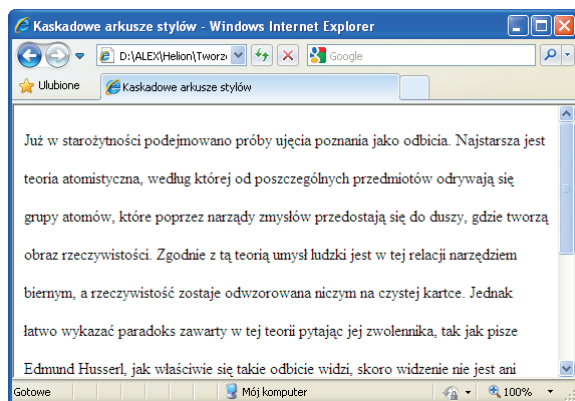 Kaskadowe arkusze stylów - Windows Internet Explorer
D:\ALEX\Helion\Tworz
Google
Ulubione
Kaskadowe arkusze stylów
Już w starożytności podejmowano próby ujęcia poznania jako odbicia. Najstarsza jest
teoria atomistyczna, według której od poszczególnych przedmiotów odrywają się
grupy atomów, które poprzez narządy zmysłów przedostają się do duszy, gdzie tworzą
obraz rzeczywistości. Zgodnie z tą teorią umysł ludzki jest w tej relacji narzędziem
biernym, a rzeczywistość zostaje odwzorowana niczym na czystej kartce. Jednak
łatwo wykazać paradoks zawarty w tej teorii pytając jej zwolennika, tak jak pisze
Edmund Husserl, jak właściwie się takie odbicie widzi, skoro widzenie nie jest ani
Gotowe
Mój komputer
100%